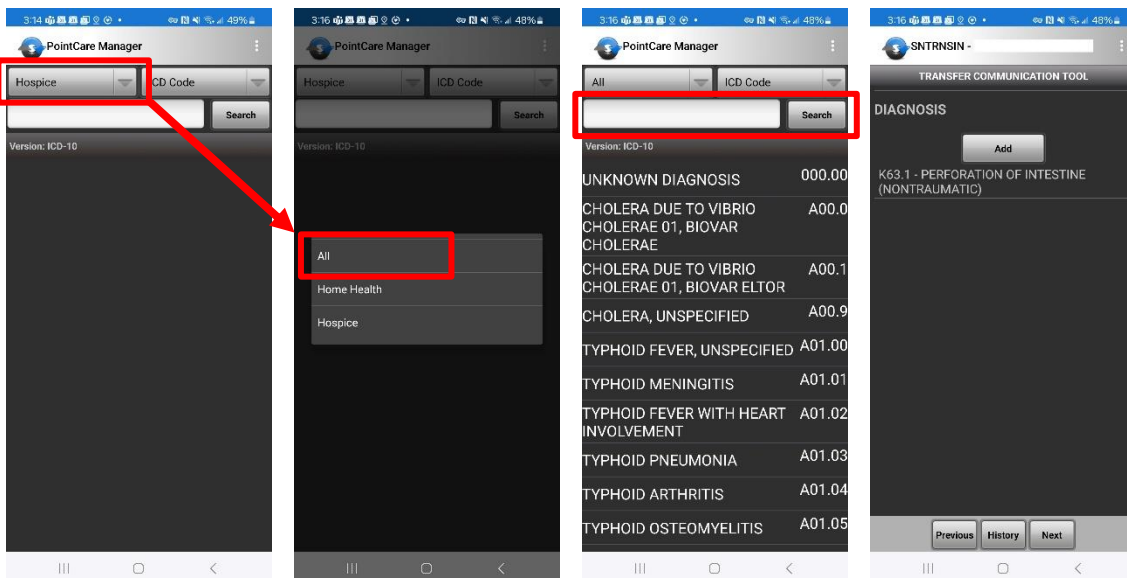 3:14
49%
PointCare Manager
Hospice
ICD Code
Search
Version: ICD-10
3:16
48%
PointCare Manager
Hospice
ICD Code
Search
Version: ICD-10
All
Home Health
Hospice
3:16
48%
PointCare Manager
All
ICD Code
Search
Version: ICD-10
UNKNOWN DIAGNOSIS 000.00
CHOLERA DUE TO VIBRIO A00.0
CHOLERAE 01, BIOVAR
CHOLERAE
CHOLERA DUE TO VIBRIO A00.1
CHOLERAE 01, BIOVAR ELTOR
CHOLERA, UNSPECIFIED A00.9
TYPHOID FEVER, UNSPECIFIED A01.00
TYPHOID MENINGITIS A01.01
TYPHOID FEVER WITH HEART A01.02
INVOLVEMENT
TYPHOID PNEUMONIA A01.03
TYPHOID ARTHRITIS A01.04
TYPHOID OSTEOMYELITIS A01.05
3:16
48%
SNTRNSIN -
TRANSFER COMMUNICATION TOOL
DIAGNOSIS
Add
K63.1 - PERFORATION OF INTESTINE
(NONTRAUMATIC)
Previous
History
Next